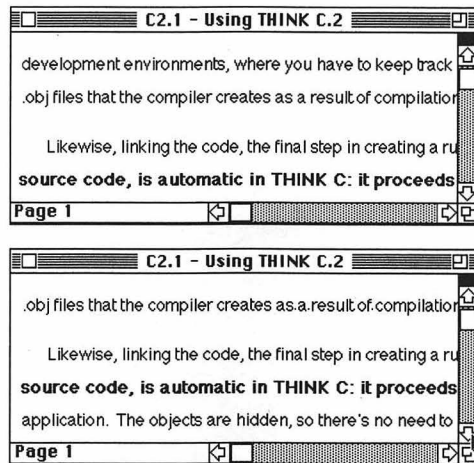 C2.1 - Using THINK C.2
development environments, where you have to keep track
.obj files that the compiler creates as a result of compilation
Likewise, linking the code, the final step in creating a ru
source code, is automatic in THINK C: it proceeds
Page 1
C2.1 - Using THINK C.2
.obj files that the compiler creates as.a.result.of.compilation
Likewise, linking the code, the final step in creating a ru
source code, is automatic in THINK C: it proceeds
application. The objects are hidden, so there's no need to
Page 1